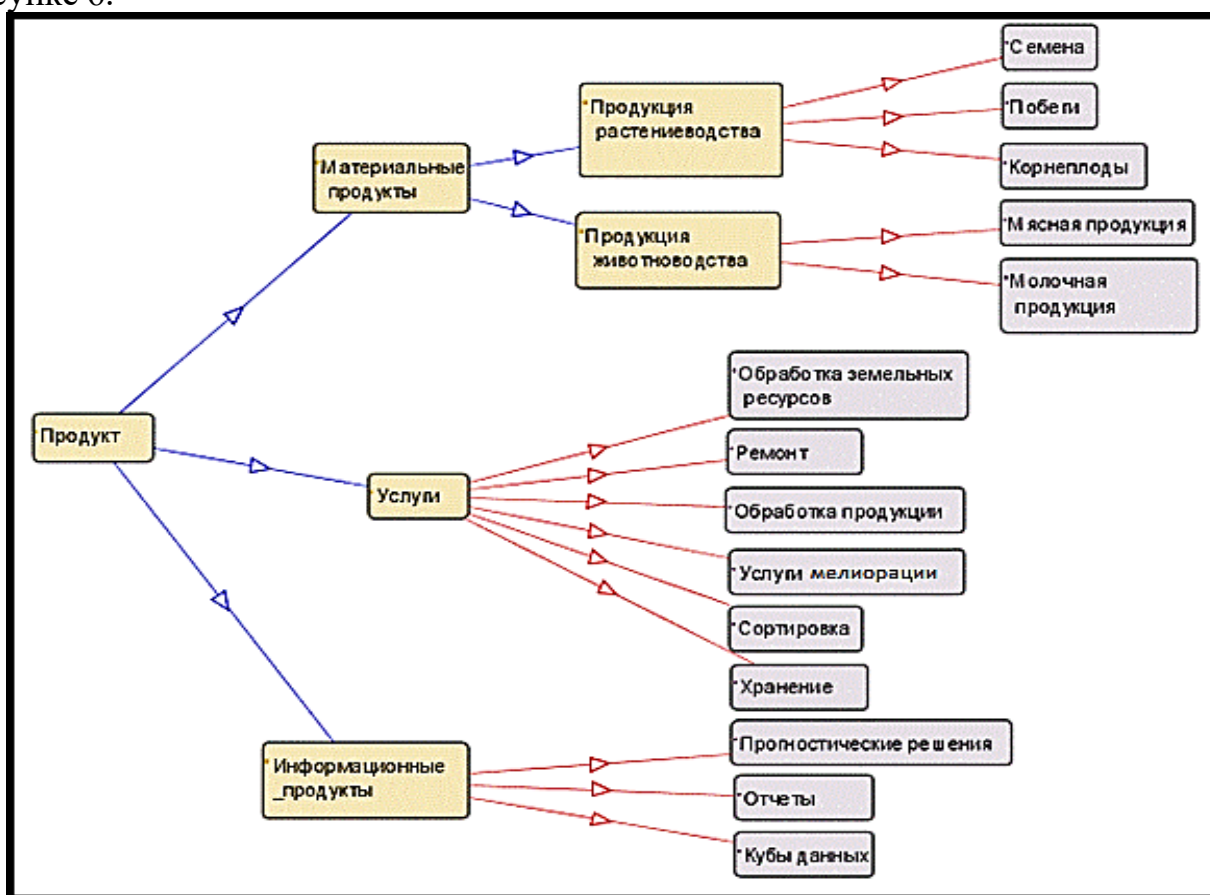 Семена
Продукция
растениеводства
Побеги
Материальные
продукты
Корнеплоды
Мясная продукция
Продукция
животноводства
Молочная
продукция
Обработка земельных
ресурсов
Продукт
Ремонт
Услуги
Обработка продукции
Услуги мелиорации
Сортировка
Хранение
Прогностические решения
Информационные
_продукты
Отчеты
Кубы данных